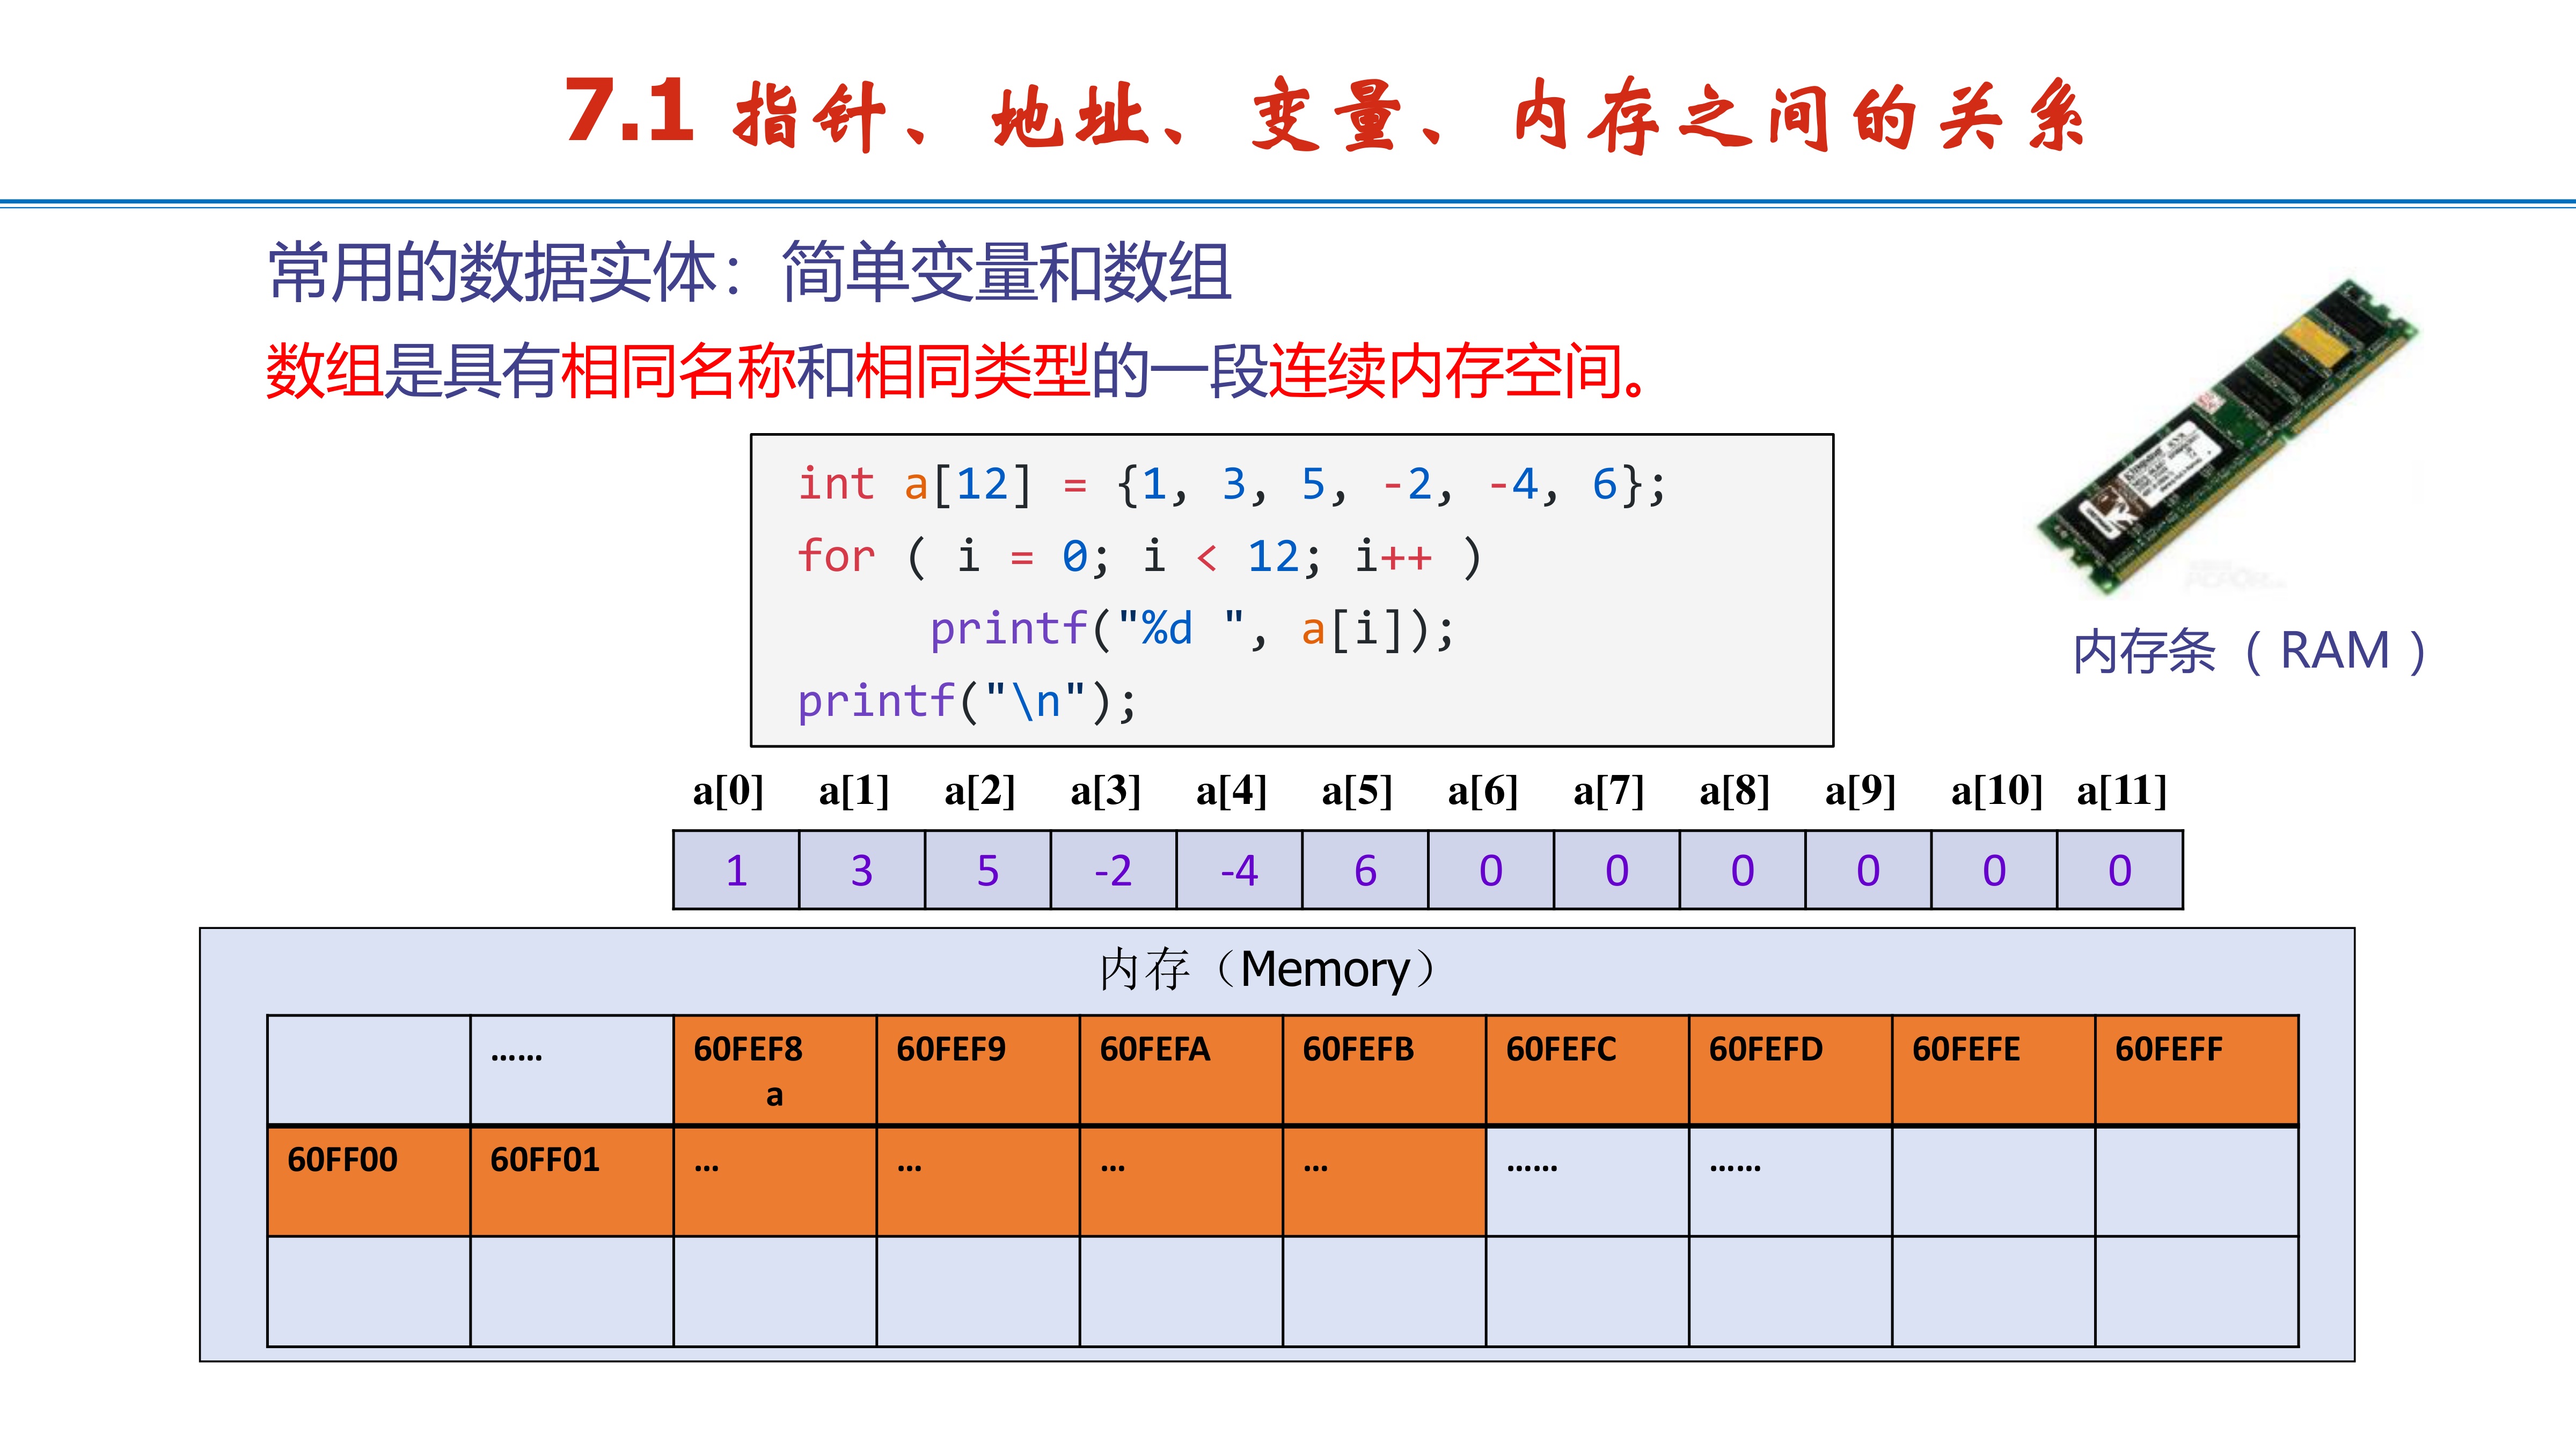 7.1 指针、地址、变量、内存之间的关系
常用的数据实体：简单变量和数组
数组是具有相同名称和相同类型的一段连续内存空间。
int a[12] = {1, 3, 5, -2, -4, 6};
for ( i = 0; i < 12; i++ )
printf("%d ", a[i]);
printf("\n");
内存条（RAM）
a[0] a[1] a[2] a[3] a[4] a[5] a[6] a[7] a[8] a[9] a[10] a[11]
1 3 5 -2 -4 6 0 0 0 0 0 0
内存（Memory）
…… 60FEF8 60FEF9 60FEFA 60FEFB 60FEFC 60FEFD 60FEFE 60FEFF
a
60FF00 60FF01 … … … … …… ……